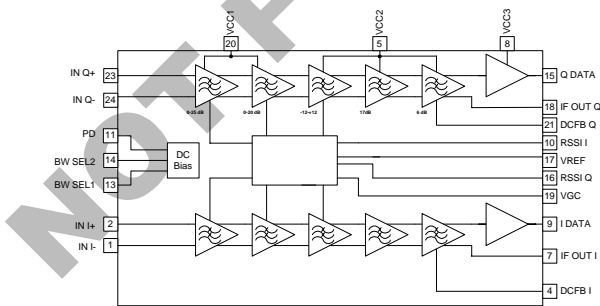 VCC1
VCC2
VCC3
20
5
8
IN Q+ 23
15 Q DATA
IN Q- 24
18 IF OUT Q
0-25 dB
0-20 dB
-12-+12
17dB
6 dB
21 DCFB Q
PD 11
10 RSSI I
BW SEL2 14
DC
Bias
17 VREF
BW SEL1 13
16 RSSI Q
19 VGC
IN I+ 2
9 I DATA
IN I- 1
7 IF OUT I
4 DCFB I
NOT F